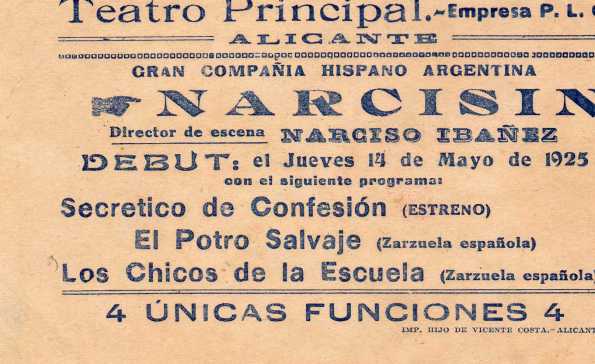 Teatro Principal.-Empresa P. L.
ALICANTE
GRAN COMPAÑIA HISPANO ARGENTINA
NARCISIN
Director de escena NARCISO IBAÑEZ
DEBUT: el Jueves 14 de Mayo de 1925
con el siguiente programa:
Secretico de Confesión (ESTRENO)
El Potro Salvaje (Zarzuela española)
Los Chicos de la Escuela (Zarzuela española)
4 ÚNICAS FUNCIONES 4
IMP. HIJO DE VICENTE COSTA.-ALICANT